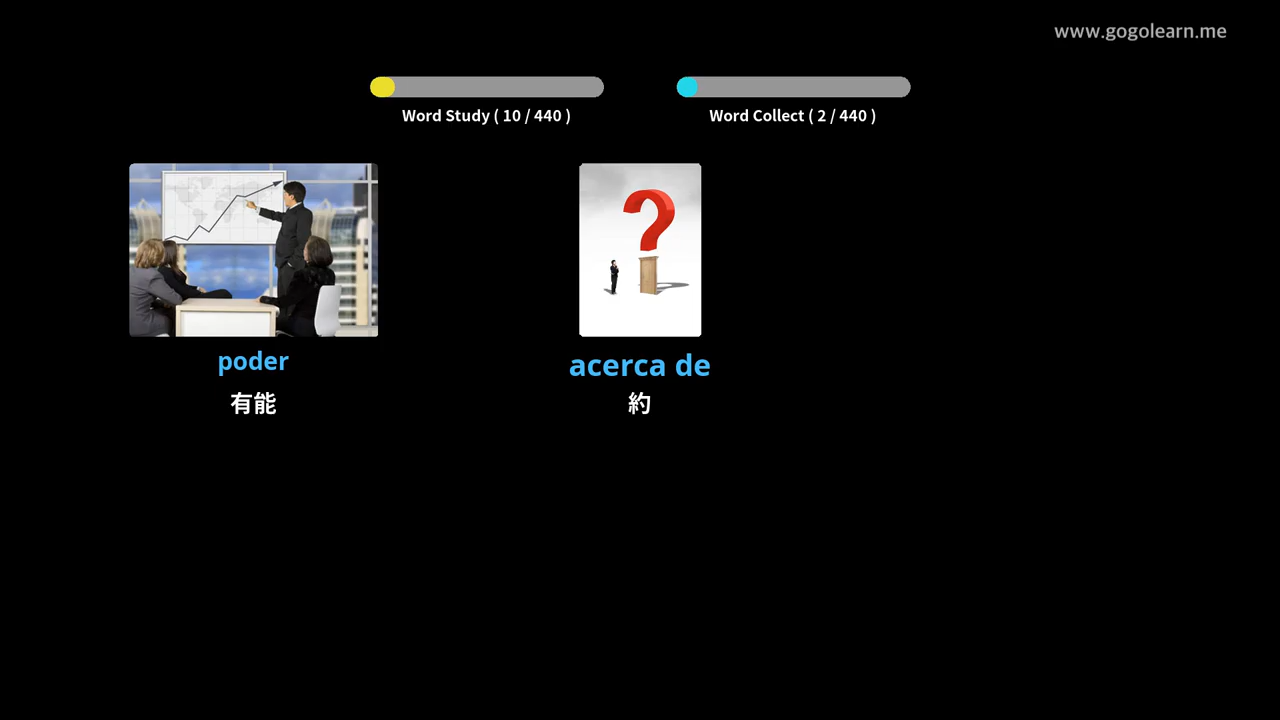 www.gogolearn.me
Word Study ( 10 / 440 )
Word Collect ( 2 / 440 )
poder
有能
acerca de
約